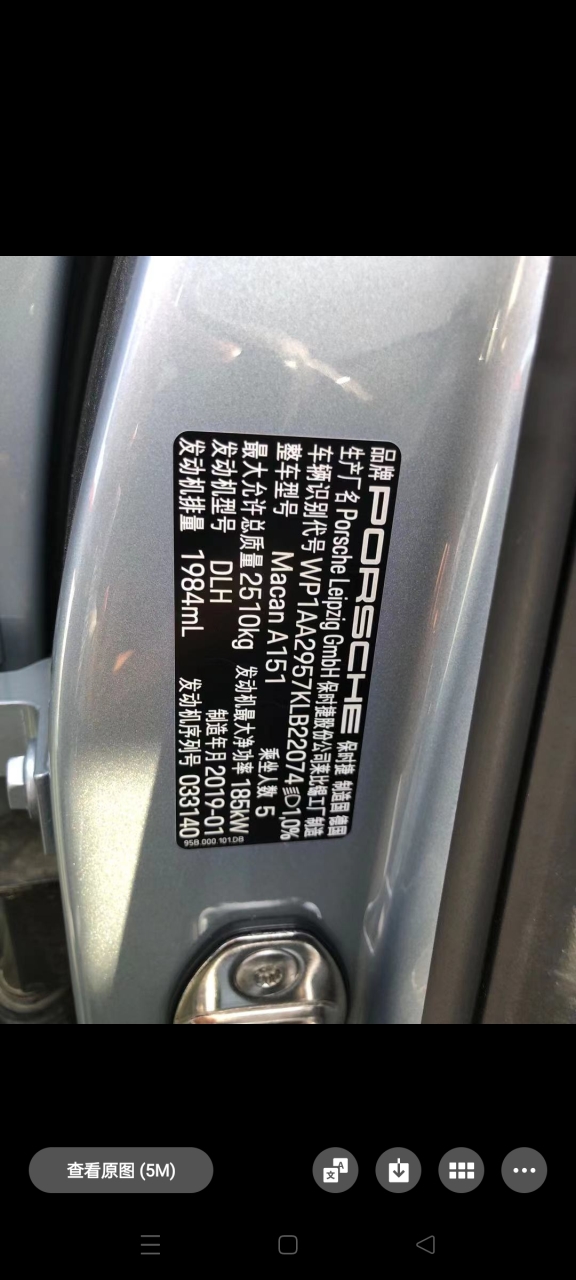 品牌 PORSCHE 保时捷 制造国 德国
生产厂名 Porsche Leipzig GmbH 保时捷股份公司莱比锡工厂 制造
车辆识别代号 WP1AA2957KLB22074 1,0%
整车型号 Macan A151 乘坐人数 5
最大允许总质量 2510kg 发动机最大净功率 185kW
发动机型号 DLH 制造年月 2019-01
发动机排量 1984mL 发动机序列号 033140
95B.000.101.DB
查看原图 (5M)